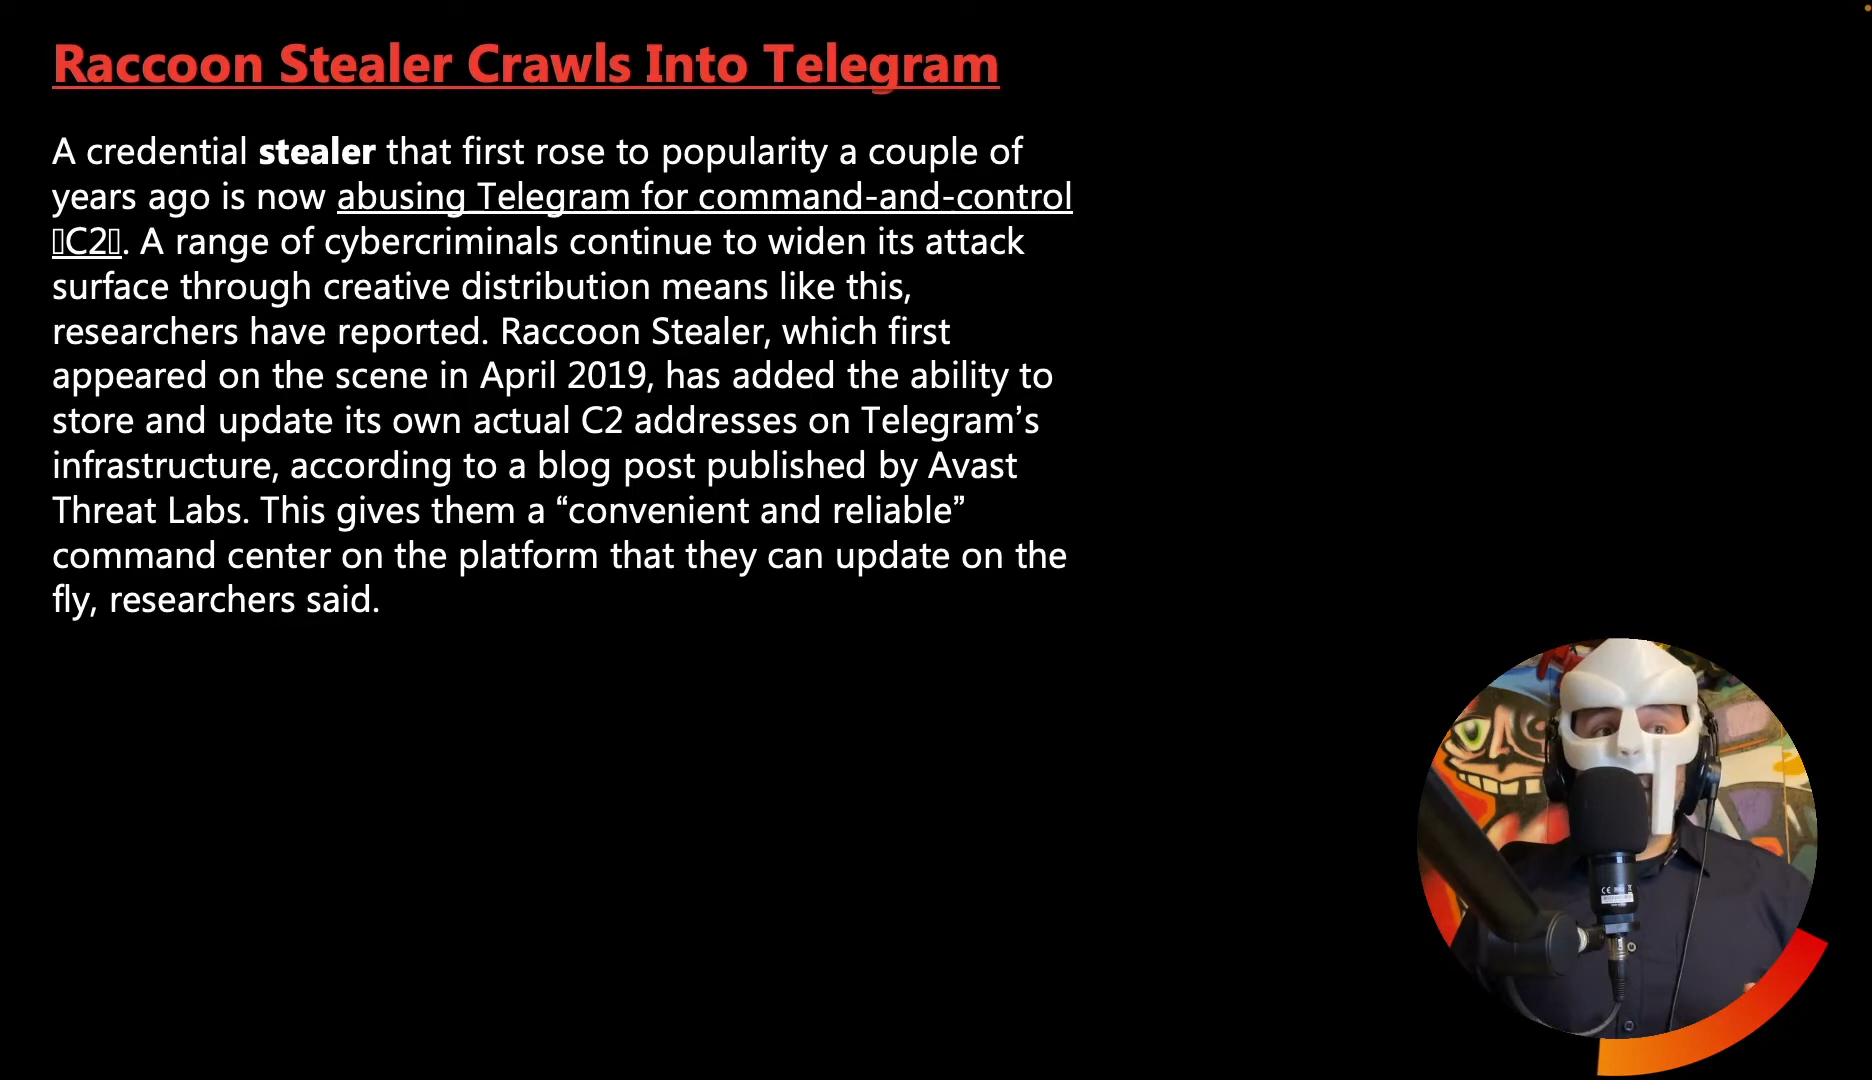 Raccoon Stealer Crawls Into Telegram
A credential stealer that first rose to popularity a couple of
years ago is now abusing Telegram for command-and-control
▯C2▯. A range of cybercriminals continue to widen its attack
surface through creative distribution means like this,
researchers have reported. Raccoon Stealer, which first
appeared on the scene in April 2019, has added the ability to
store and update its own actual C2 addresses on Telegram’s
infrastructure, according to a blog post published by Avast
Threat Labs. This gives them a “convenient and reliable”
command center on the platform that they can update on the
fly, researchers said.